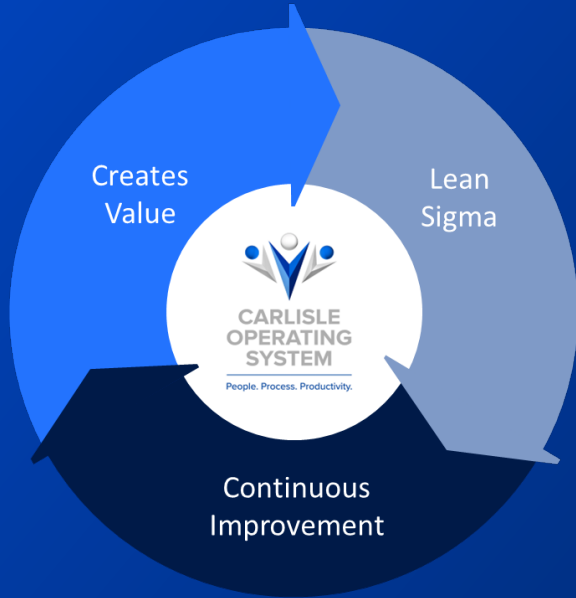 Creates
Value
Lean
Sigma
CARLISLE
OPERATING
SYSTEM
People. Process. Productivity.
Continuous
Improvement